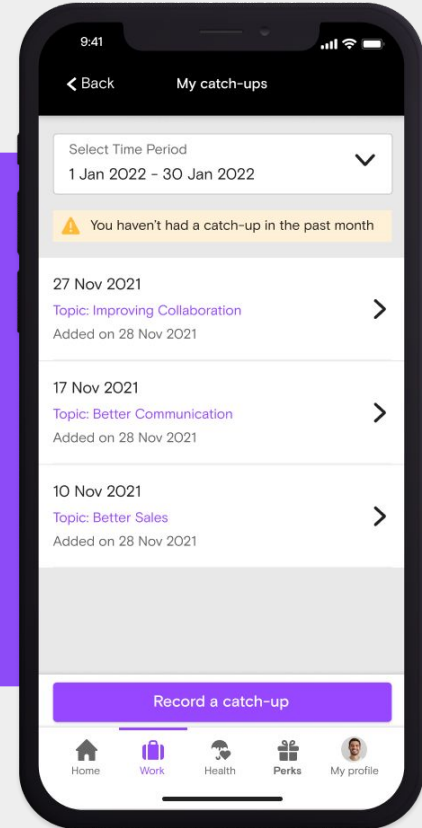 9:41
Back
My catch-ups
Select Time Period
1 Jan 2022 - 30 Jan 2022
You haven't had a catch-up in the past month
27 Nov 2021
Topic: Improving Collaboration
Added on 28 Nov 2021
17 Nov 2021
Topic: Better Communication
Added on 28 Nov 2021
10 Nov 2021
Topic: Better Sales
Added on 28 Nov 2021
Record a catch-up
Home
Work
Health
Perks
My profile